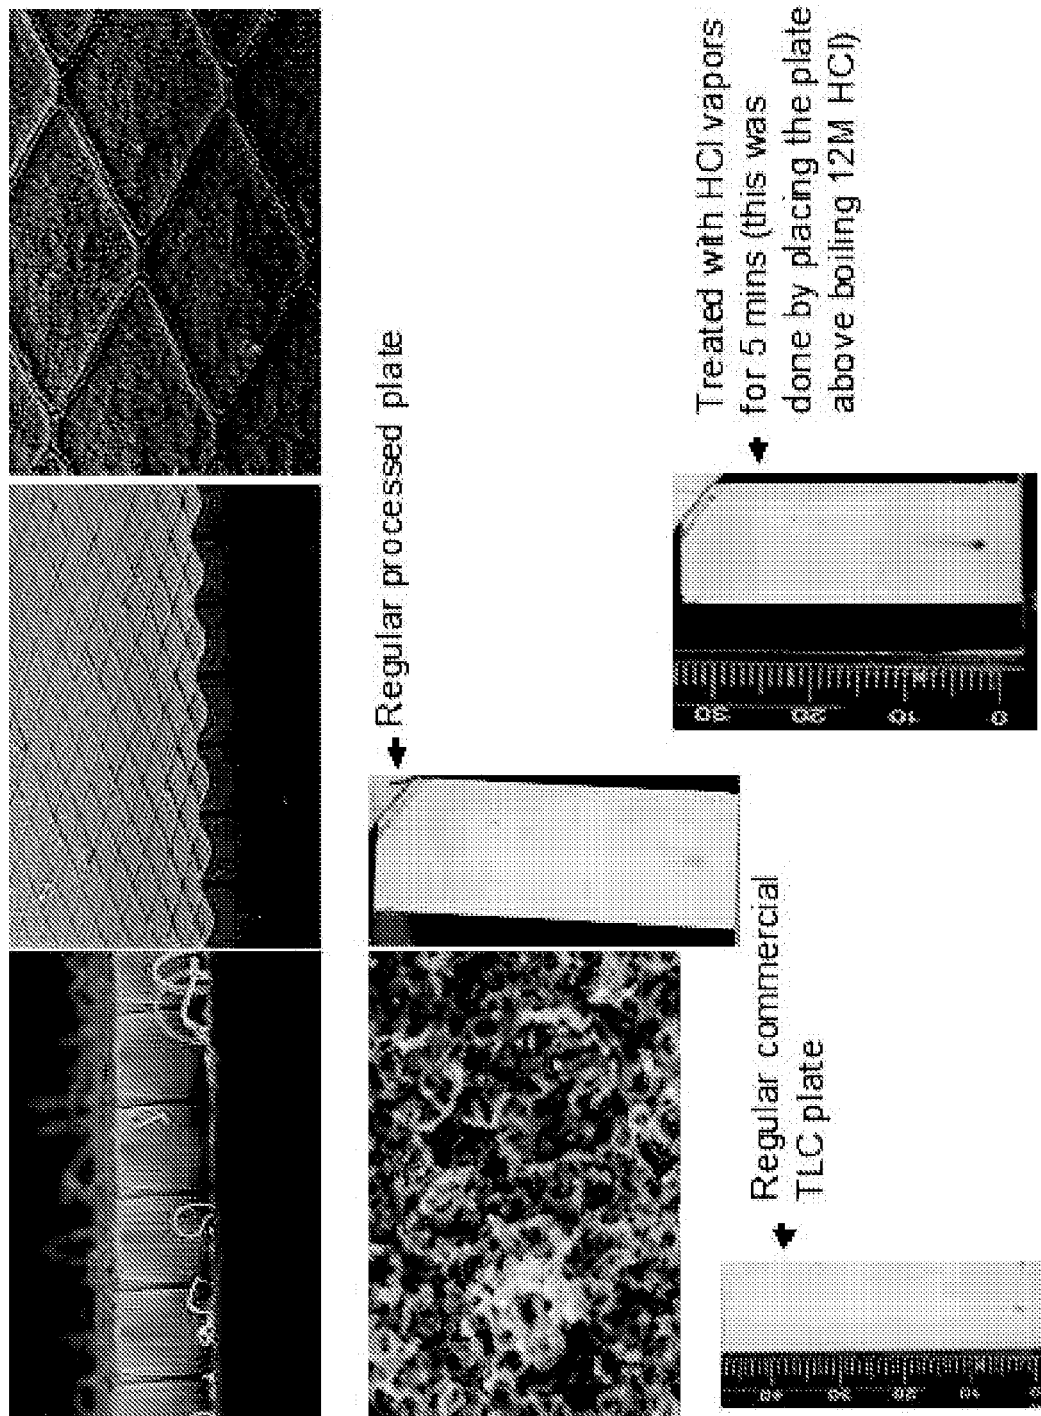 Regular processed plate
Regular commercial
TLC plate
Treated with HCl vapors
for 5 mins (this was
done by placing the plate
above boiling 12M HCl)
30
20
10
0